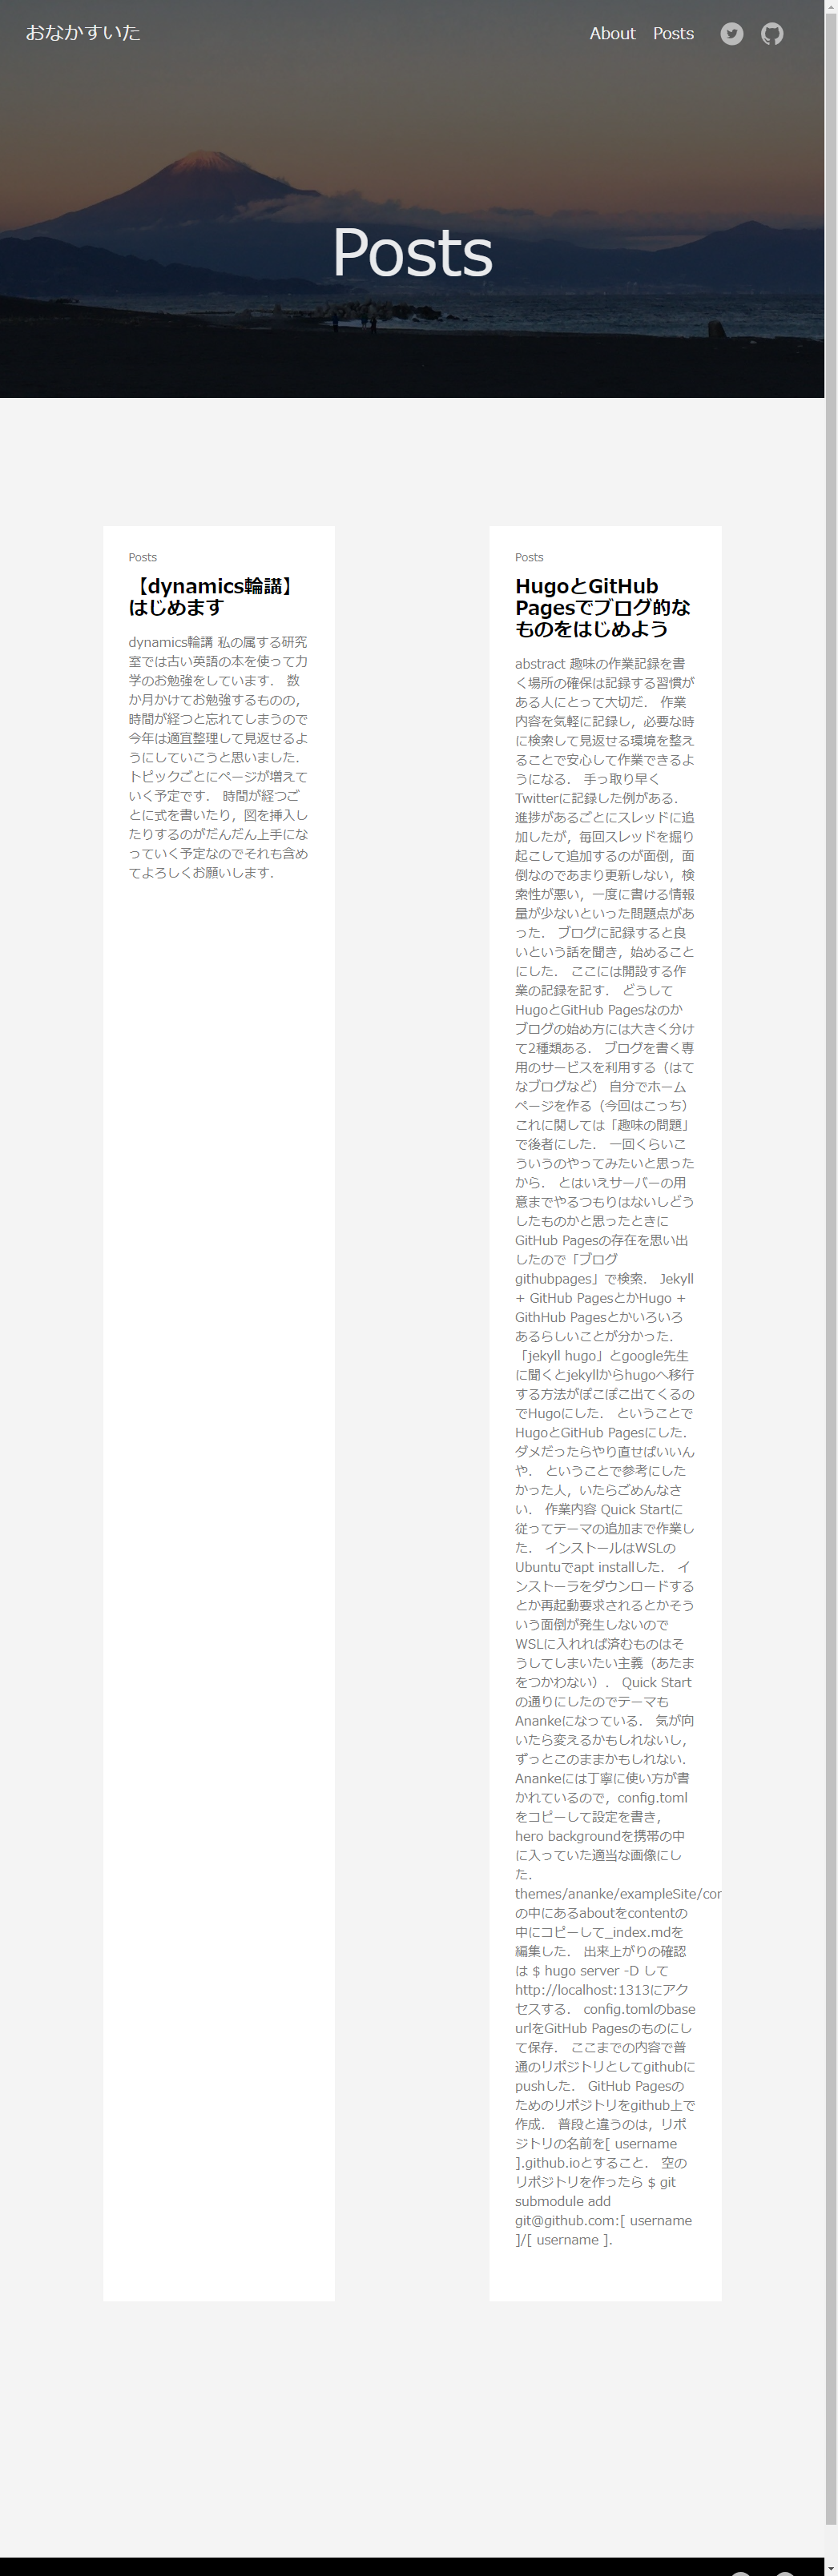 おなかすいた
About Posts
Posts
Posts
【dynamics輪講】
はじめます
dynamics輪講 私の属する研究
室では古い英語の本を使って力
学のお勉強をしています． 数
か月かけてお勉強するものの，
時間が経つと忘れてしまうので
今年は適宜整理して見返せるよ
うにしていこうと思いました．
トピックごとにページが増えて
いく予定です． 時間が経つご
とに式を書いたり，図を挿入し
たりするのがだんだん上手にな
っていく予定なのでそれも含め
てよろしくお願いします．
Posts
HugoとGitHub
Pagesでブログ的な
ものをはじめよう
abstract 趣味の作業記録を書
く場所の確保は記録する習慣が
ある人にとって大切だ． 作業
内容を気軽に記録し，必要な時
に検索して見返せる環境を整え
ることで安心して作業できるよ
うになる． 手っ取り早く
Twitterに記録した例がある．
進捗があるごとにスレッドに追
加したが，毎回スレッドを掘り
起こして追加するのが面倒，面
倒なのであまり更新しない，検
索性が悪い，一度に書ける情報
量が少ないといった問題点があ
った． ブログに記録すると良
いという話を聞き，始めること
にした． ここには開設する作
業の記録を記す． どうして
HugoとGitHub Pagesなのか
ブログの始め方には大きく分け
て2種類ある． ブログを書く専
用のサービスを利用する（はて
なブログなど） 自分でホーム
ページを作る（今回はこっち）
これに関しては「趣味の問題」
で後者にした． 一回くらいこ
ういうのやってみたいと思った
から． とはいえサーバーの用
意までやるつもりはないしどう
したものかと思ったときに
GitHub Pagesの存在を思い出
したので「ブログ
githubpages」で検索． Jekyll
+ GitHub PagesとかHugo +
GithHub Pagesとかいろいろ
あるらしいことが分かった．
「jekyll hugo」とgoogle先生
に聞くとjekyllからhugoへ移行
する方法がぽこぽこ出てくるの
でHugoにした． ということで
HugoとGitHub Pagesにした．
ダメだったらやり直せばいいん
や． ということで参考にした
かった人，いたらごめんなさ
い． 作業内容 Quick Startに
従ってテーマの追加まで作業し
た． インストールはWSLの
Ubuntuでapt installした． イ
ンストーラをダウンロードする
とか再起動要求されるとかそう
いう面倒が発生しないので
WSLに入れれば済むものはそ
うしてしまいたい主義（あたま
をつかわない）． Quick Start
の通りにしたのでテーマも
Anankeになっている． 気が向
いたら変えるかもしれないし，
ずっとこのままかもしれない．
Anankeには丁寧に使い方が書
かれているので，config.toml
をコピーして設定を書き，
hero backgroundを携帯の中
に入っていた適当な画像にし
た．
themes/ananke/exampleSite/cor
の中にあるaboutをcontentの
中にコピーして_index.mdを
編集した． 出来上がりの確認
は $ hugo server -D して
http://localhost:1313にアク
セスする． config.tomlのbase
urlをGitHub Pagesのものにし
て保存． ここまでの内容で普
通のリポジトリとしてgithubに
pushした． GitHub Pagesの
ためのリポジトリをgithub上で
作成． 普段と違うのは，リポ
ジトリの名前を[ username
].github.ioとすること． 空の
リポジトリを作ったら $ git
submodule add
git@github.com:[ username
]/[ username ].